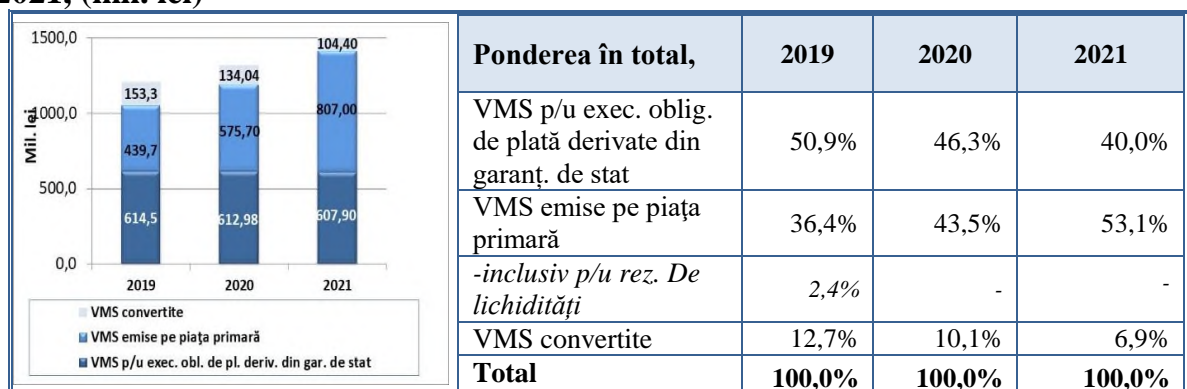 2021, (mil. lei)
1500,0
1000,0
500,0
0,0
Mil. lei
153,3
439,7
614,5
134,04
575,70
612,98
104,40
807,00
607,90
2019 2020 2021
VMS convertite
VMS emise pe piaţa primară
VMS p/u exec. obl. de pl. deriv. din gar. de stat
Ponderea în total, 2019 2020 2021
VMS p/u exec. oblig.
de plată derivate din
garanț. de stat
50,9% 46,3% 40,0%
VMS emise pe piaţa
primară
36,4% 43,5% 53,1%
-inclusiv p/u rez. De
lichidități
2,4% - -
VMS convertite 12,7% 10,1% 6,9%
Total 100,0% 100,0% 100,0%